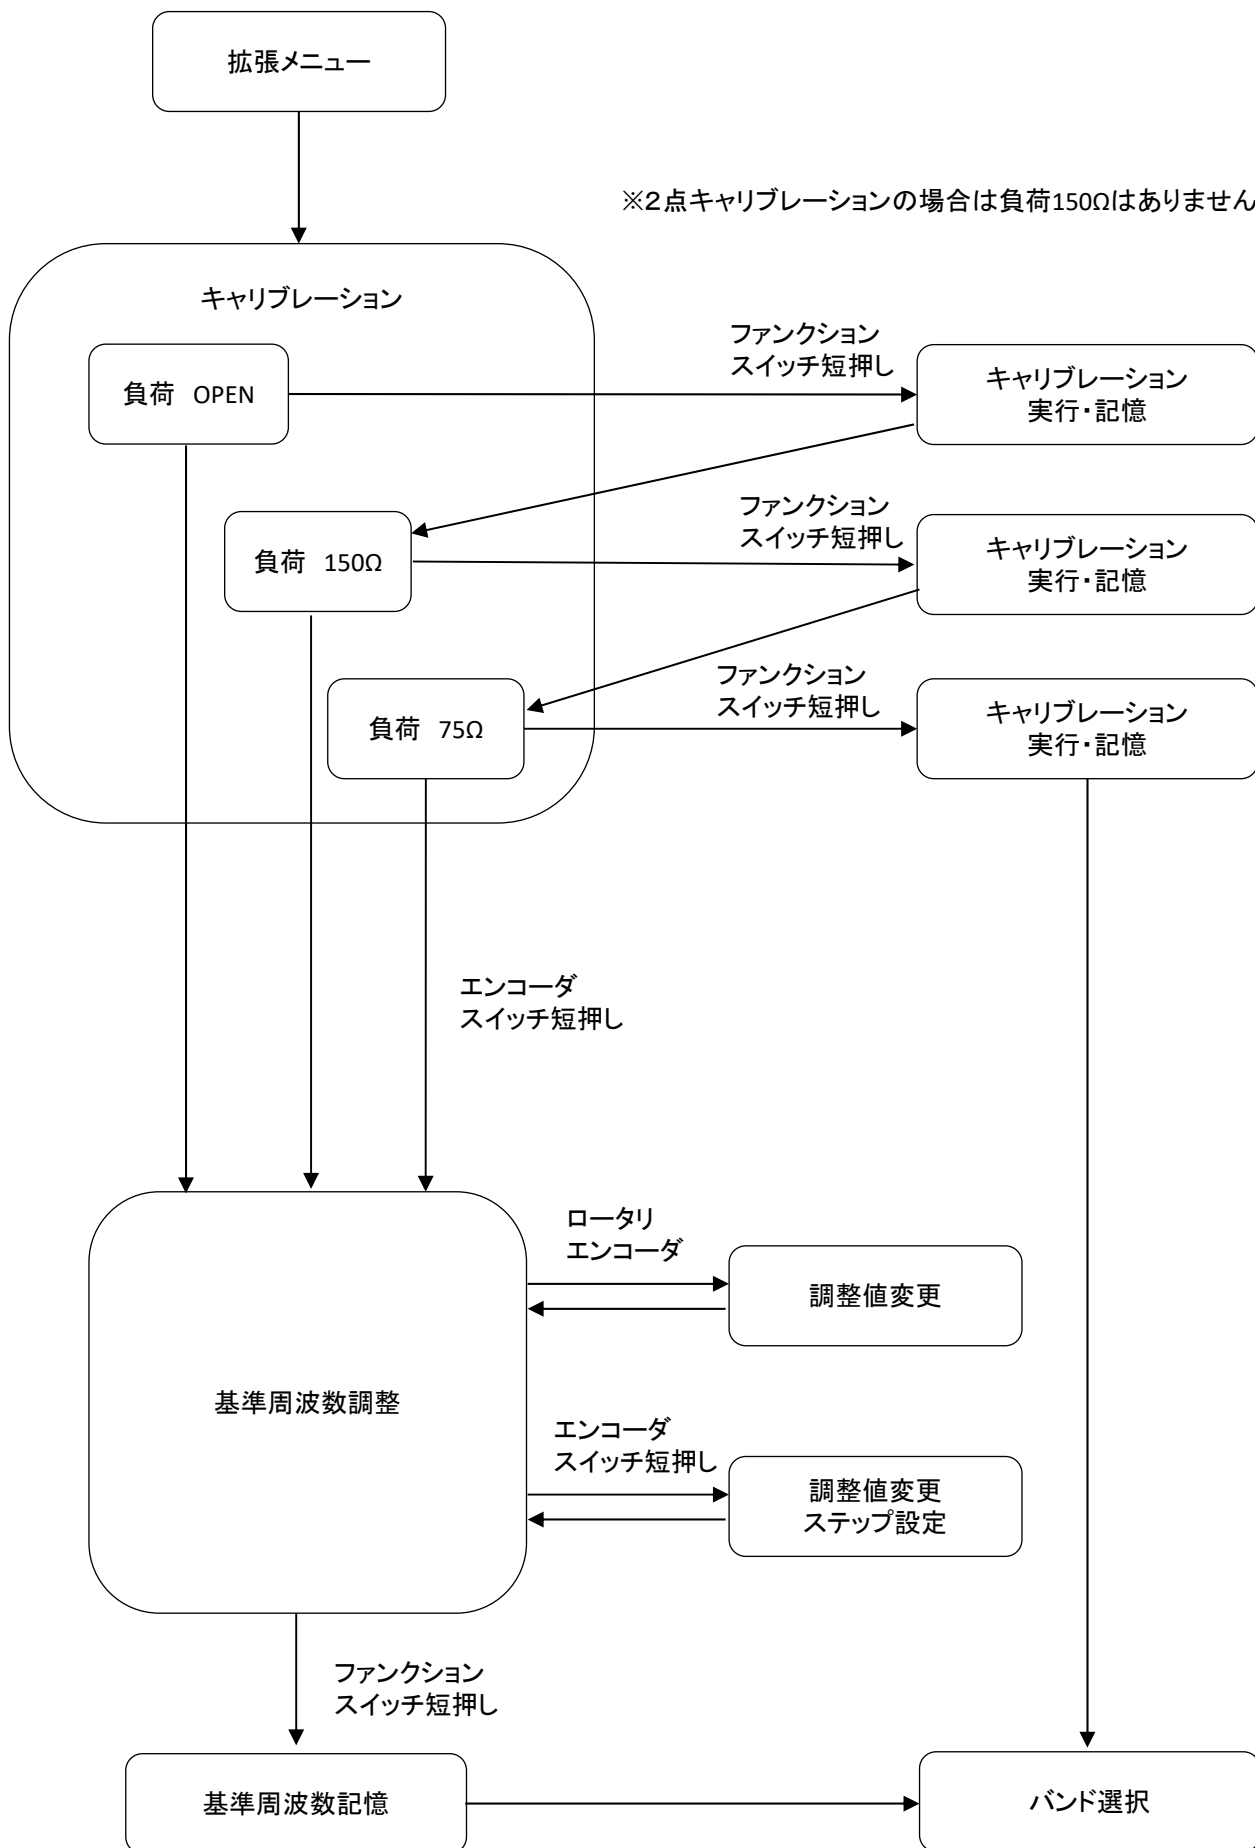 拡張メニュー
※2点キャリブレーションの場合は負荷150Ωはありません
キャリブレーション
ファンクション
スイッチ短押し
負荷　OPEN
キャリブレーション
実行・記憶
ファンクション
スイッチ短押し
負荷　150Ω
キャリブレーション
実行・記憶
ファンクション
スイッチ短押し
負荷　75Ω
キャリブレーション
実行・記憶
エンコーダ
スイッチ短押し
ロータリ
エンコーダ
調整値変更
基準周波数調整
エンコーダ
スイッチ短押し
調整値変更
ステップ設定
ファンクション
スイッチ短押し
基準周波数記憶
バンド選択